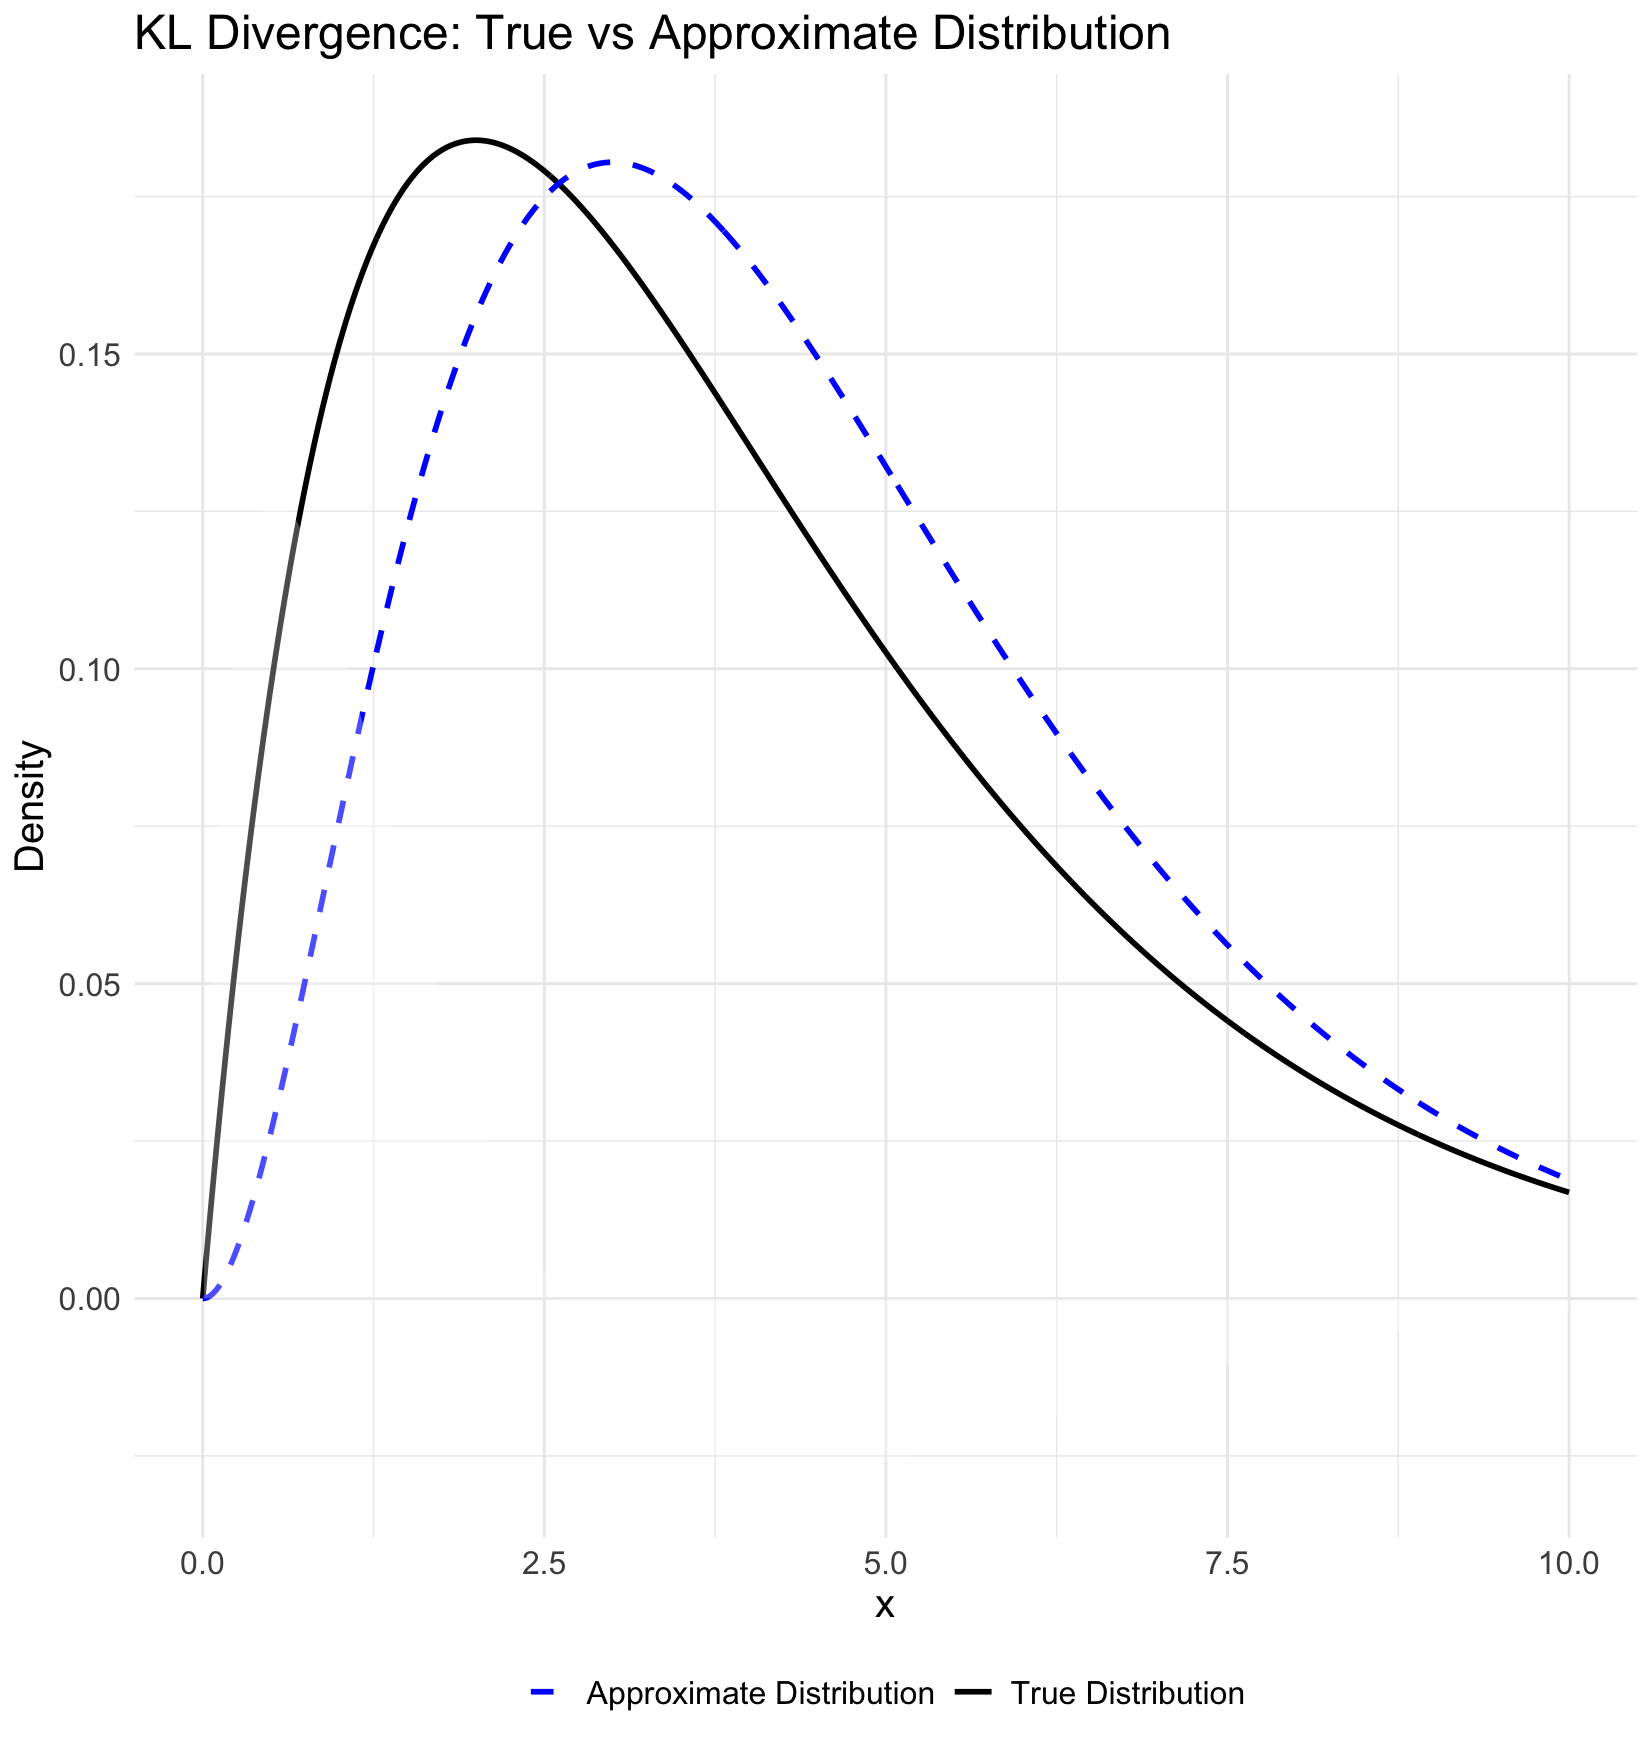 KL Divergence: True vs Approximate Distribution
Density
0.15
0.10
0.05
0.00
0.0 2.5 5.0 7.5 10.0
x
Approximate Distribution True Distribution